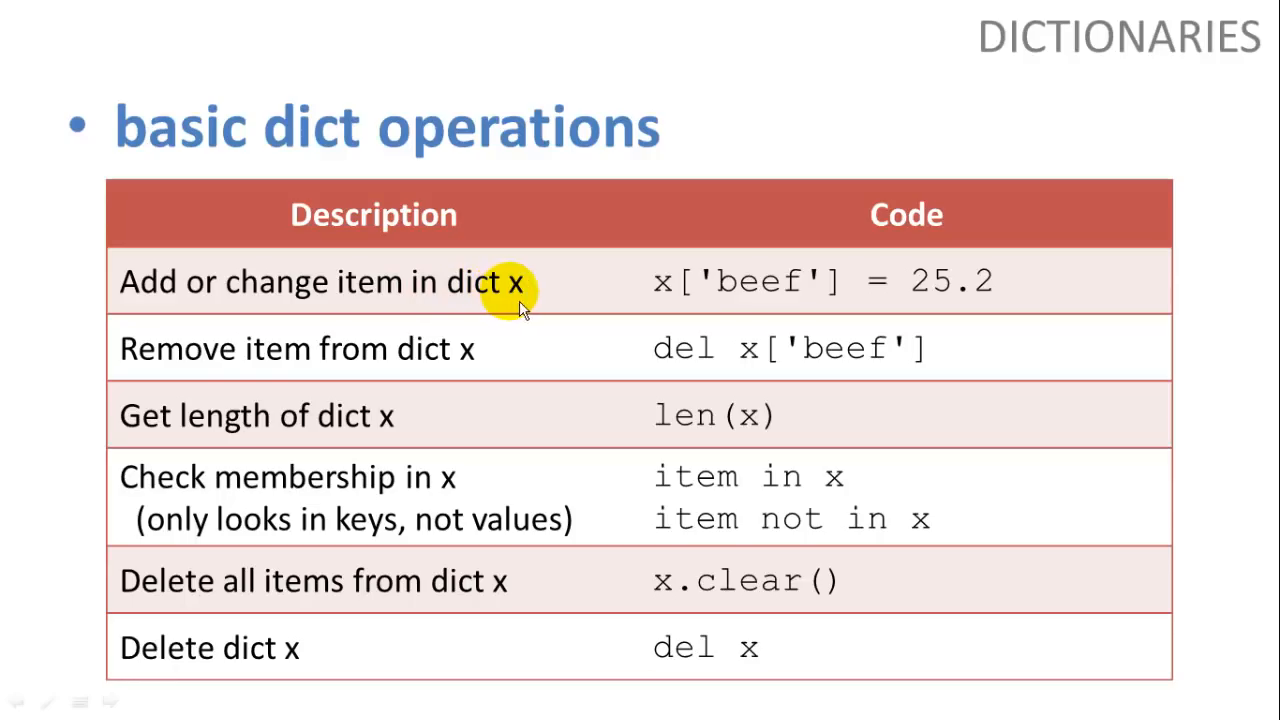 DICTIONARIES
• basic dict operations
Description Code
Add or change item in dict x x['beef'] = 25.2
Remove item from dict x del x['beef']
Get length of dict x len(x)
Check membership in x item in x
(only looks in keys, not values) item not in x
Delete all items from dict x x.clear()
Delete dict x del x